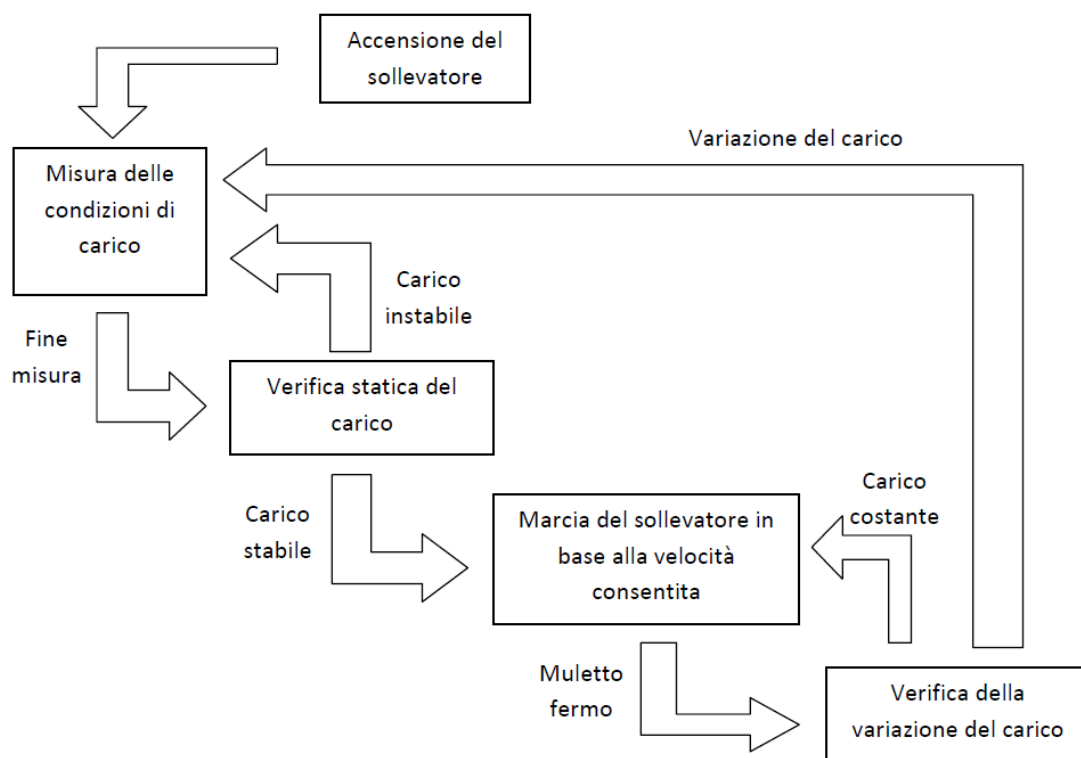 Accensione del
sollevatore
Variazione del carico
Misura delle
condizioni di
carico
Carico
instabile
Fine
misura
Verifica statica del
carico
Carico
stabile
Marcia del sollevatore in
base alla velocità
consentita
Carico
costante
Muletto
fermo
Verifica della
variazione del carico